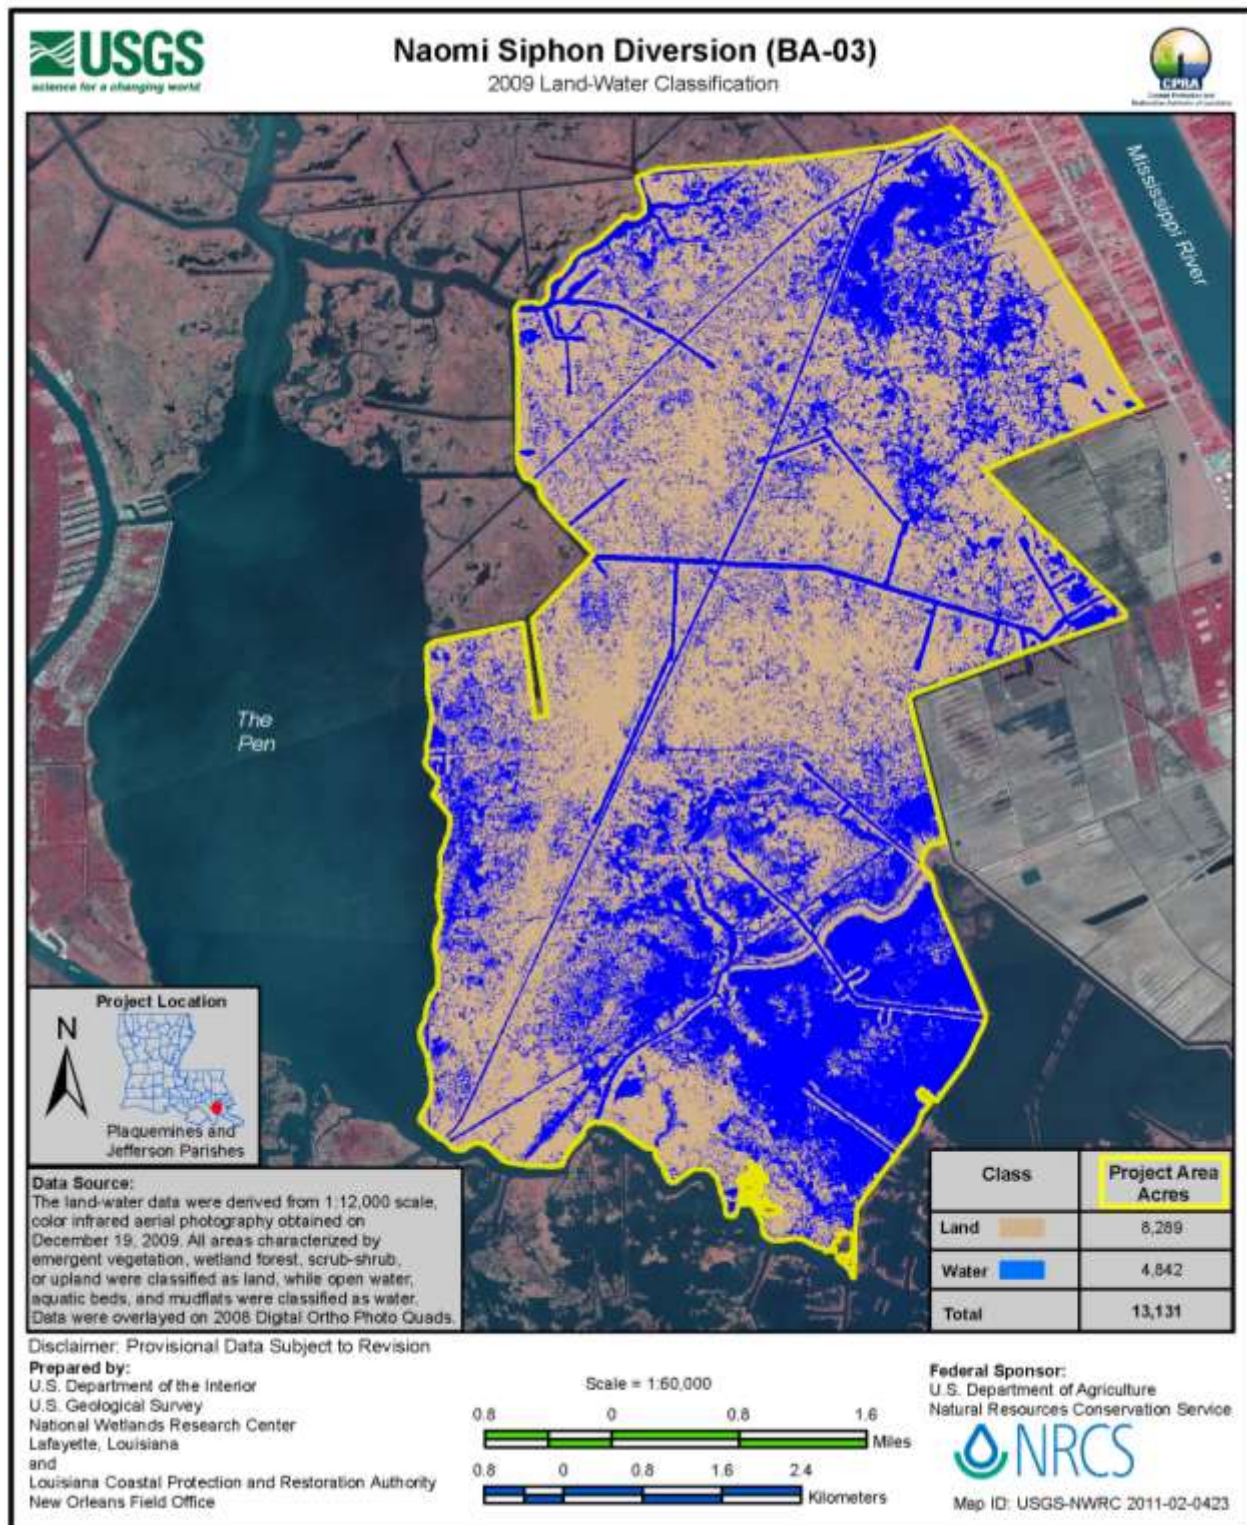 USGS
science for a changing world
Naomi Siphon Diversion (BA-03)
2009 Land-Water Classification
CPRA
Mississippi River
The
Pen
Project Location
N
Plaquemines and
Jefferson Parishes
Data Source:
The land-water data were derived from 1:12,000 scale,
color infrared aerial photography obtained on
December 19, 2009. All areas characterized by
emergent vegetation, wetland forest, scrub-shrub,
or upland were classified as land, while open water,
aquatic beds, and mudflats were classified as water.
Data were overlayed on 2008 Digital Ortho Photo Quads.
Class Project Area
Acres
Land 8,289
Water 4,842
Total 13,131
Disclaimer: Provisional Data Subject to Revision
Prepared by:
U.S. Department of the Interior
U.S. Geological Survey
National Wetlands Research Center
Lafayette, Louisiana
and
Louisiana Coastal Protection and Restoration Authority
New Orleans Field Office
Scale = 1:60,000
0.8 0 0.8 1.6
Miles
0.8 0 0.8 1.6 2.4
Kilometers
Federal Sponsor:
U.S. Department of Agriculture
Natural Resources Conservation Service
NRCS
Map ID: USGS-NWRC 2011-02-0423